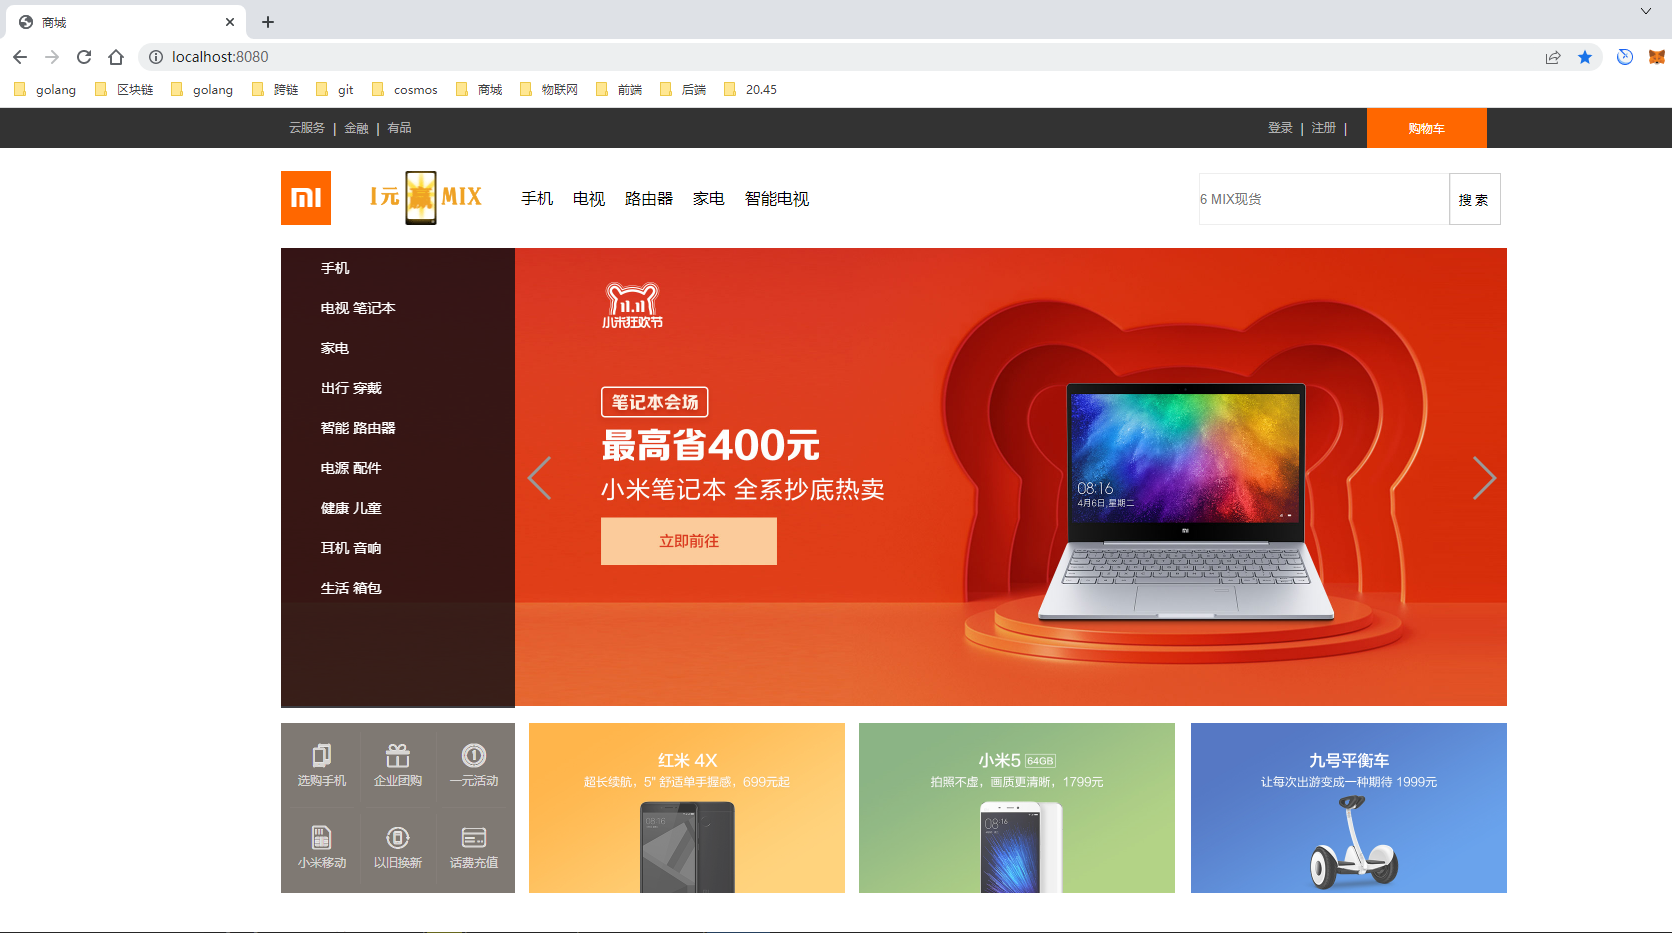 商城
localhost:8080
golang 区块链 golang 跨链 git cosmos 商城 物联网 前端 后端 20.45
云服务 | 金融 | 有品
登录 | 注册 |
购物车
mi
1元赢MIX
手机 电视 路由器 家电 智能电视
6 MIX现货
搜 索
手机
电视 笔记本
家电
出行 穿戴
智能 路由器
电源 配件
健康 儿童
耳机 音响
生活 箱包
11.11
小米狂欢节
笔记本会场
最高省400元
小米笔记本 全系抄底热卖
立即前往
08:16
4月6日,星期二
mi
选购手机 企业团购 一元活动
小米移动 以旧换新 话费充值
红米 4X
超长续航，5" 舒适单手握感，699元起
08:16
小米5 64GB
拍照不虚，画质更清晰，1799元
08:16
九号平衡车
让每次出游变成一种期待 1999元